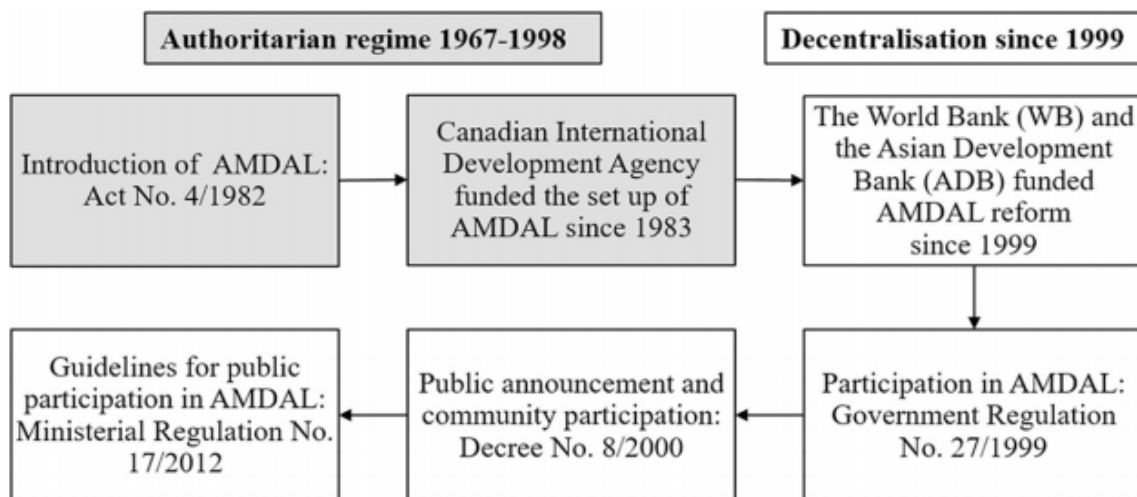 Authoritarian regime 1967-1998
Decentralisation since 1999
Introduction of AMDAL:
Act No. 4/1982
Canadian International
Development Agency
funded the set up of
AMDAL since 1983
The World Bank (WB) and
the Asian Development
Bank (ADB) funded
AMDAL reform
since 1999
Participation in AMDAL:
Government Regulation
No. 27/1999
Public announcement and
community participation:
Decree No. 8/2000
Guidelines for public
participation in AMDAL:
Ministerial Regulation No.
17/2012